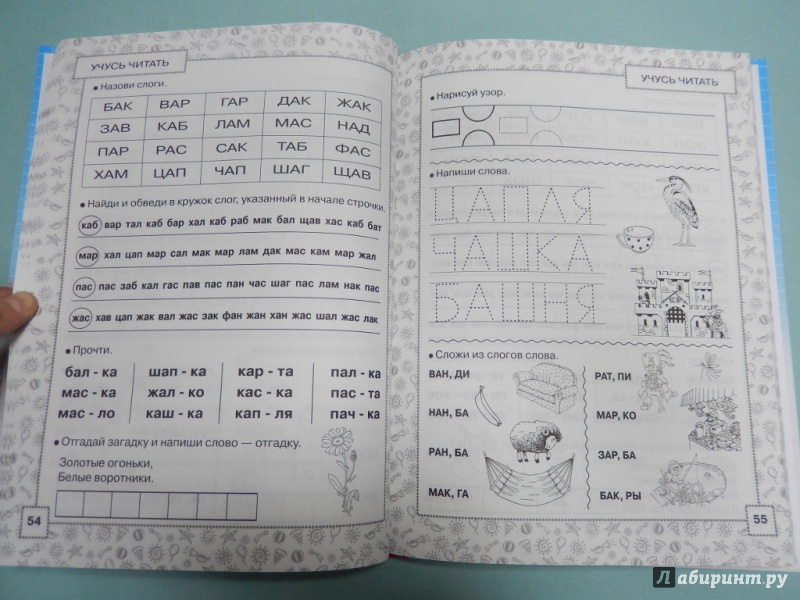 УЧУСЬ ЧИТАТЬ
Назови слоги.
БАК ВАР ГАР ДАК ЖАК
ЗАВ КАБ ЛАМ МАС НАД
ПАР РАС САК ТАБ ФАС
ХАМ ЦАП ЧАП ШАГ ЩАВ
Найди и обведи в кружок слог, указанный в начале строчки.
каб вар тал каб бар хал каб раб мак бал щав хас каб бат
мар хал цап мар сал мак мар лам дак мас кам мар жал
пас пас заб кал гас пав пас пан час шаг пас лам нак пас
жас хав цап жак вал жас зак фан жан хан жас шал жас лак
Прочти.
бал - ка шап - ка кар - та пал - ка
мас - ка жал - ко кас - ка пас - та
мас - ло каш - ка кап - ля пач - ка
Отгадай загадку и напиши слово — отгадку.
Золотые огоньки,
Белые воротники.
54
УЧУСЬ ЧИТАТЬ
Нарисуй узор.
Напиши слова.
ЦАПЛЯ
ЧАШКА
БАШНЯ
Сложи из слогов слова.
ВАН, ДИ РАТ, ПИ
НАН, БА МАР, КО
РАН, БА ЗАР, БА
МАК, ГА БАК, РЫ
55
Лабиринт.ру